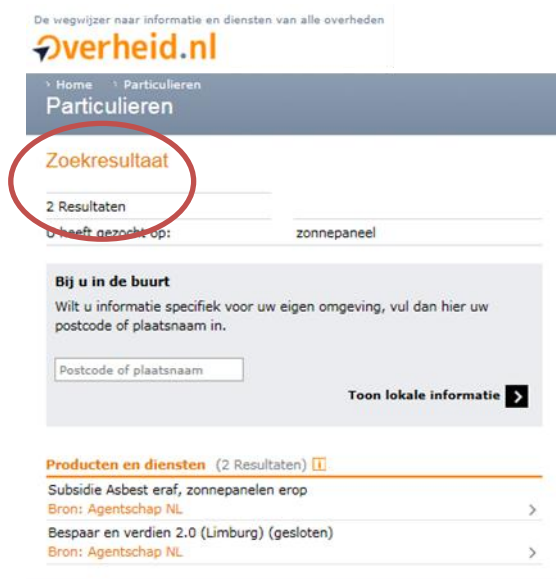 De wegwijzer naar informatie en diensten van alle overheden
Overheid.nl
Home Particulieren
Particulieren
Zoekresultaat
2 Resultaten
U heeft gezocht op: zonnepaneel
Bij u in de buurt
Wilt u informatie specifiek voor uw eigen omgeving, vul dan hier uw
postcode of plaatsnaam in.
Postcode of plaatsnaam
Toon lokale informatie
Producten en diensten (2 Resultaten) i
Subsidie Asbest eraf, zonnepanelen erop
Bron: Agentschap NL
Bespaar en verdien 2.0 (Limburg) (gesloten)
Bron: Agentschap NL